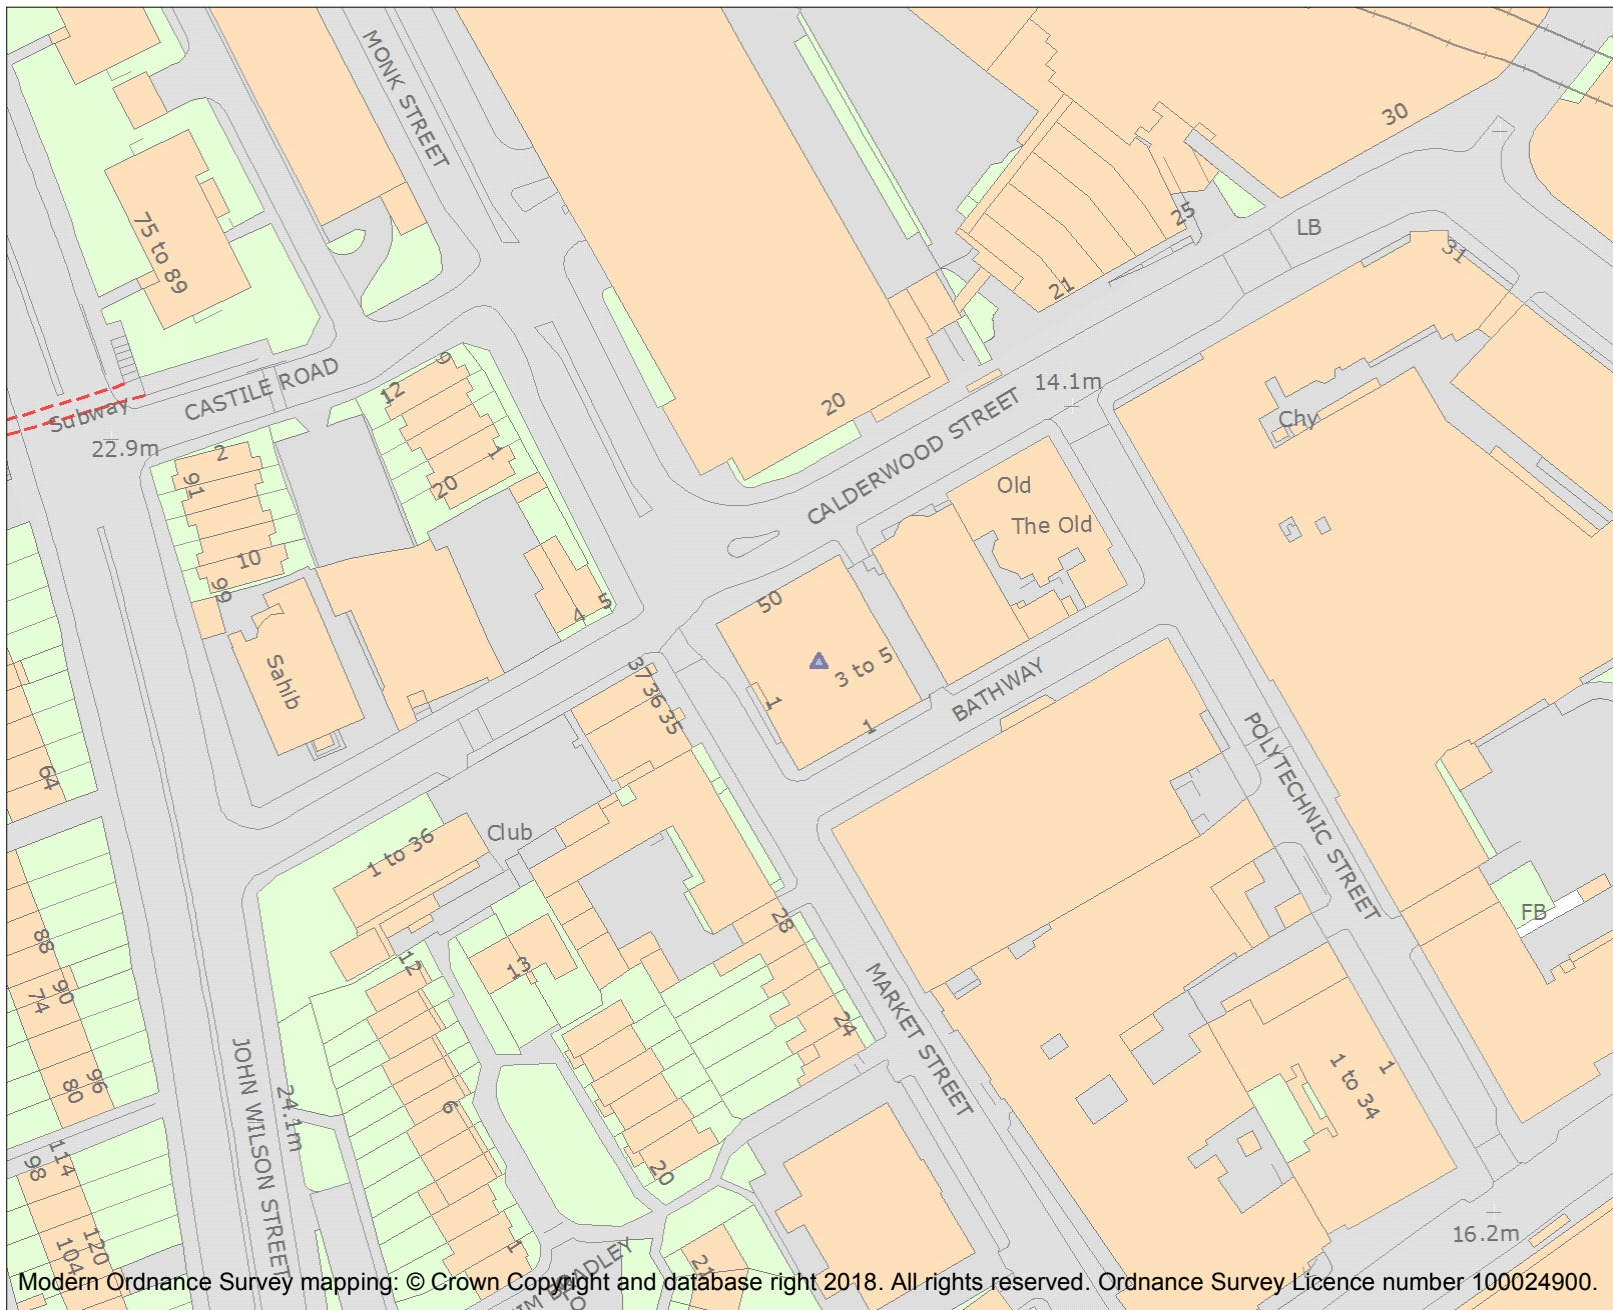 MONK STREET
30
75 to 89
25
LB
31
21
CASTILE ROAD
9
12
20
14.1m
Subway
22.9m
2
91
1
20
CALDERWOOD STREET
Chy
Old
The Old
10
99
4
5
50
3 to 5
1
1
Sahib
37
36
35
BATHWAY
POLYTECHNIC STREET
64
1 to 36
Club
28
FB
88
90
74
12
13
24
MARKET STREET
96
80
6
24.1m
JOHN WILSON STREET
1 to 34
1
114
98
20
120
104
1
21
16.2m
BRADLEY
Modern Ordnance Survey mapping: © Crown Copyright and database right 2018. All rights reserved. Ordnance Survey Licence number 100024900.